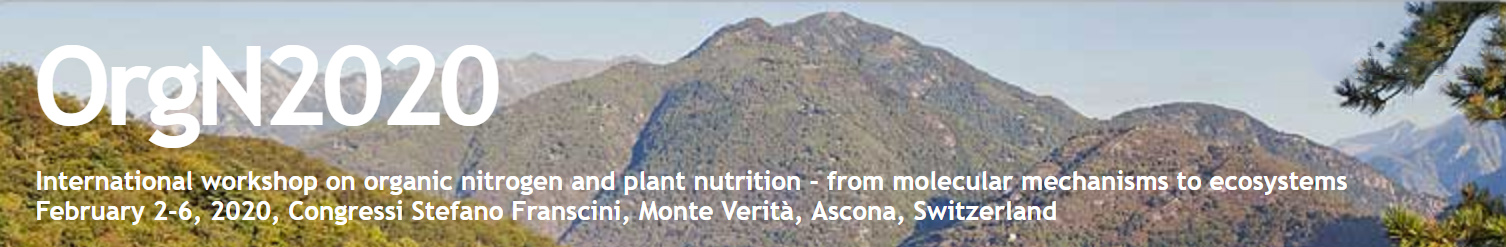 OrgN2020
International workshop on organic nitrogen and plant nutrition - from molecular mechanisms to ecosystems
February 2-6, 2020, Congressi Stefano Franscini, Monte Verità, Ascona, Switzerland